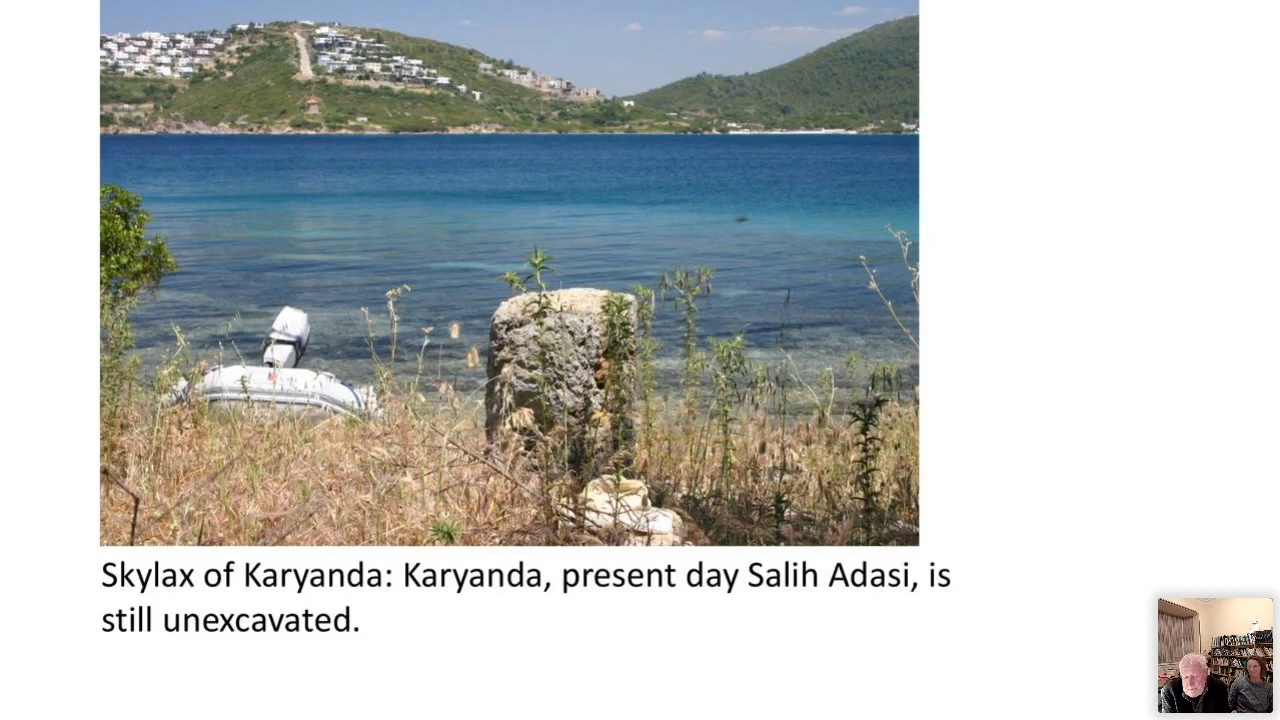 Skylax of Karyanda: Karyanda, present day Salih Adasi, is
still unexcavated.